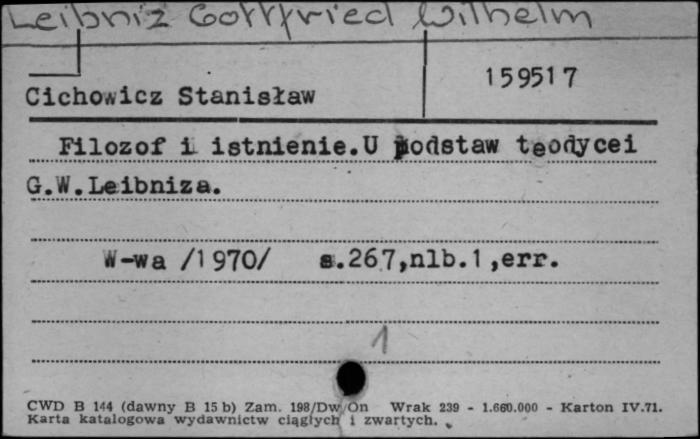 Leibniz Gottfried Wilhelm
159517
Cichowicz Stanisław
Filozof i istnienie.U podstaw teodycei
G.W.Leibniza.
W-wa /1970/ s.267,nlb.1,err.
1
CWD B 144 (dawny B 15 b) Zam. 198/Dw/On Wrak 239 - 1.660.000 - Karton IV.71.
Karta katalogowa wydawnictw ciągłych i zwartych.